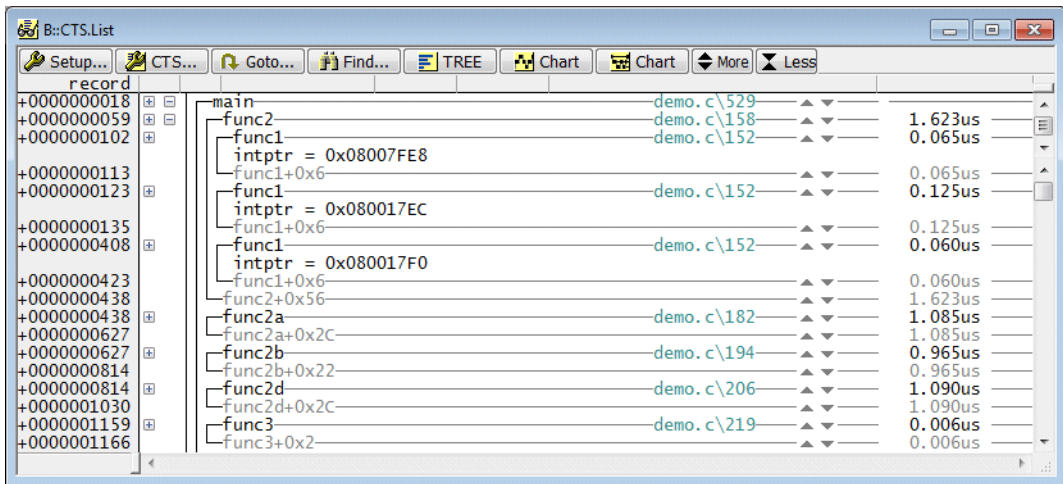 B::CTS.List
Setup... CTS... Goto... Find... TREE Chart Chart More Less
record
+0000000018 main demo.c\529
+0000000059 func2 demo.c\158 1.623us
+0000000102 func1 demo.c\152 0.065us
intptr = 0x08007FE8
+0000000113 func1+0x6 0.065us
+0000000123 func1 demo.c\152 0.125us
intptr = 0x080017EC
+0000000135 func1+0x6 0.125us
+0000000408 func1 demo.c\152 0.060us
intptr = 0x080017F0
+0000000423 func1+0x6 0.060us
+0000000438 func2+0x56 1.623us
+0000000438 func2a demo.c\182 1.085us
+0000000627 func2a+0x2C 1.085us
+0000000627 func2b demo.c\194 0.965us
+0000000814 func2b+0x22 0.965us
+0000000814 func2d demo.c\206 1.090us
+0000001030 func2d+0x2C 1.090us
+0000001159 func3 demo.c\219 0.006us
+0000001166 func3+0x2 0.006us